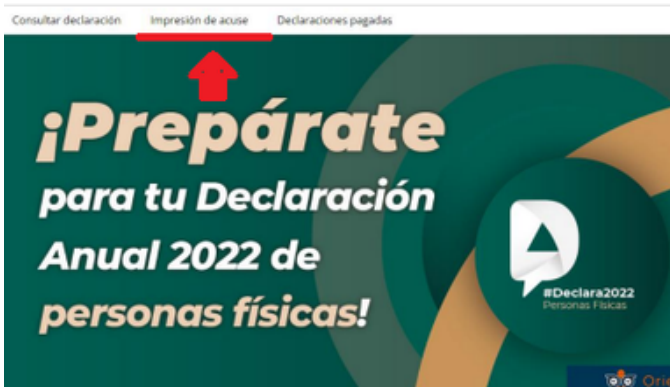 Consultar declaración Impresión de acuse Declaraciones pagadas
¡Prepárate
para tu Declaración
Anual 2022 de
personas físicas!
#Declara2022
Personas Físicas